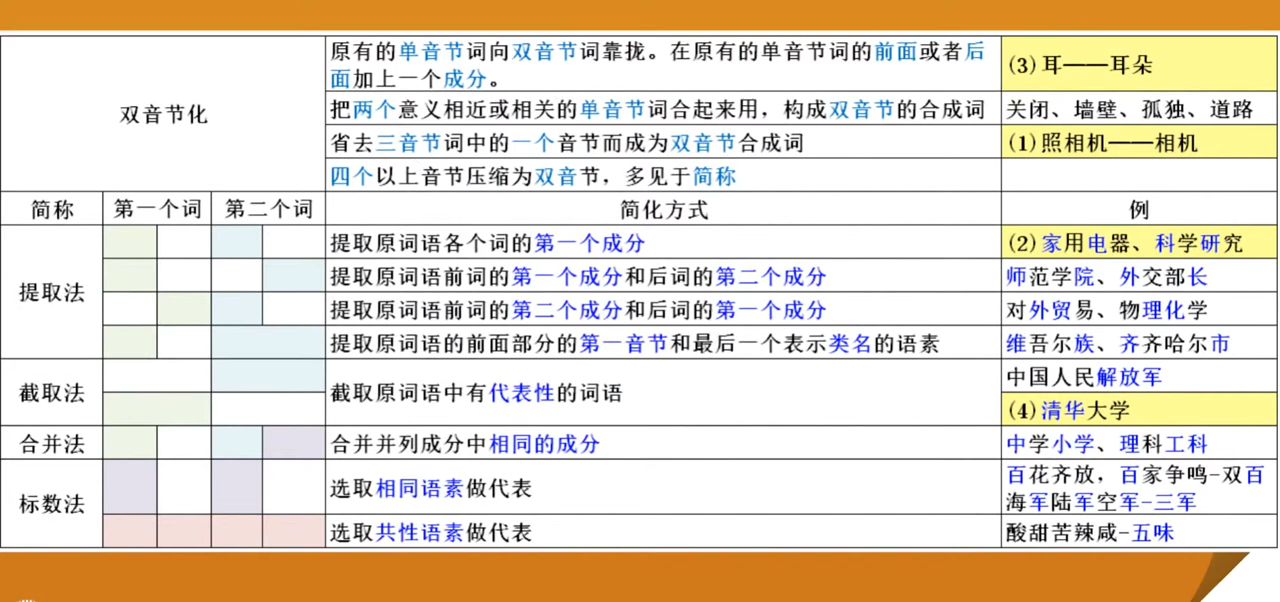 双音节化
原有的单音节词向双音节词靠拢。在原有的单音节词的前面或者后
面加上一个成分。
(3)耳——耳朵
把两个意义相近或相关的单音节词合起来用，构成双音节的合成词
关闭、墙壁、孤独、道路
省去三音节词中的一个音节而成为双音节合成词
(1)照相机——相机
四个以上音节压缩为双音节，多见于简称
简称
第一个词
第二个词
简化方式
例
提取法
提取原词语各个词的第一个成分
(2)家用电器、科学研究
提取原词语前词的第一个成分和后词的第二个成分
师范学院、外交部长
提取原词语前词的第二个成分和后词的第一个成分
对外贸易、物理化学
提取原词语的前面部分的第一音节和最后一个表示类名的语素
维吾尔族、齐齐哈尔市
截取法
截取原词语中有代表性的词语
中国人民解放军
(4)清华大学
合并法
合并并列成分中相同的成分
中学小学、理科工科
标数法
选取相同语素做代表
百花齐放，百家争鸣-双百
海军陆军空军-三军
选取共性语素做代表
酸甜苦辣咸-五味